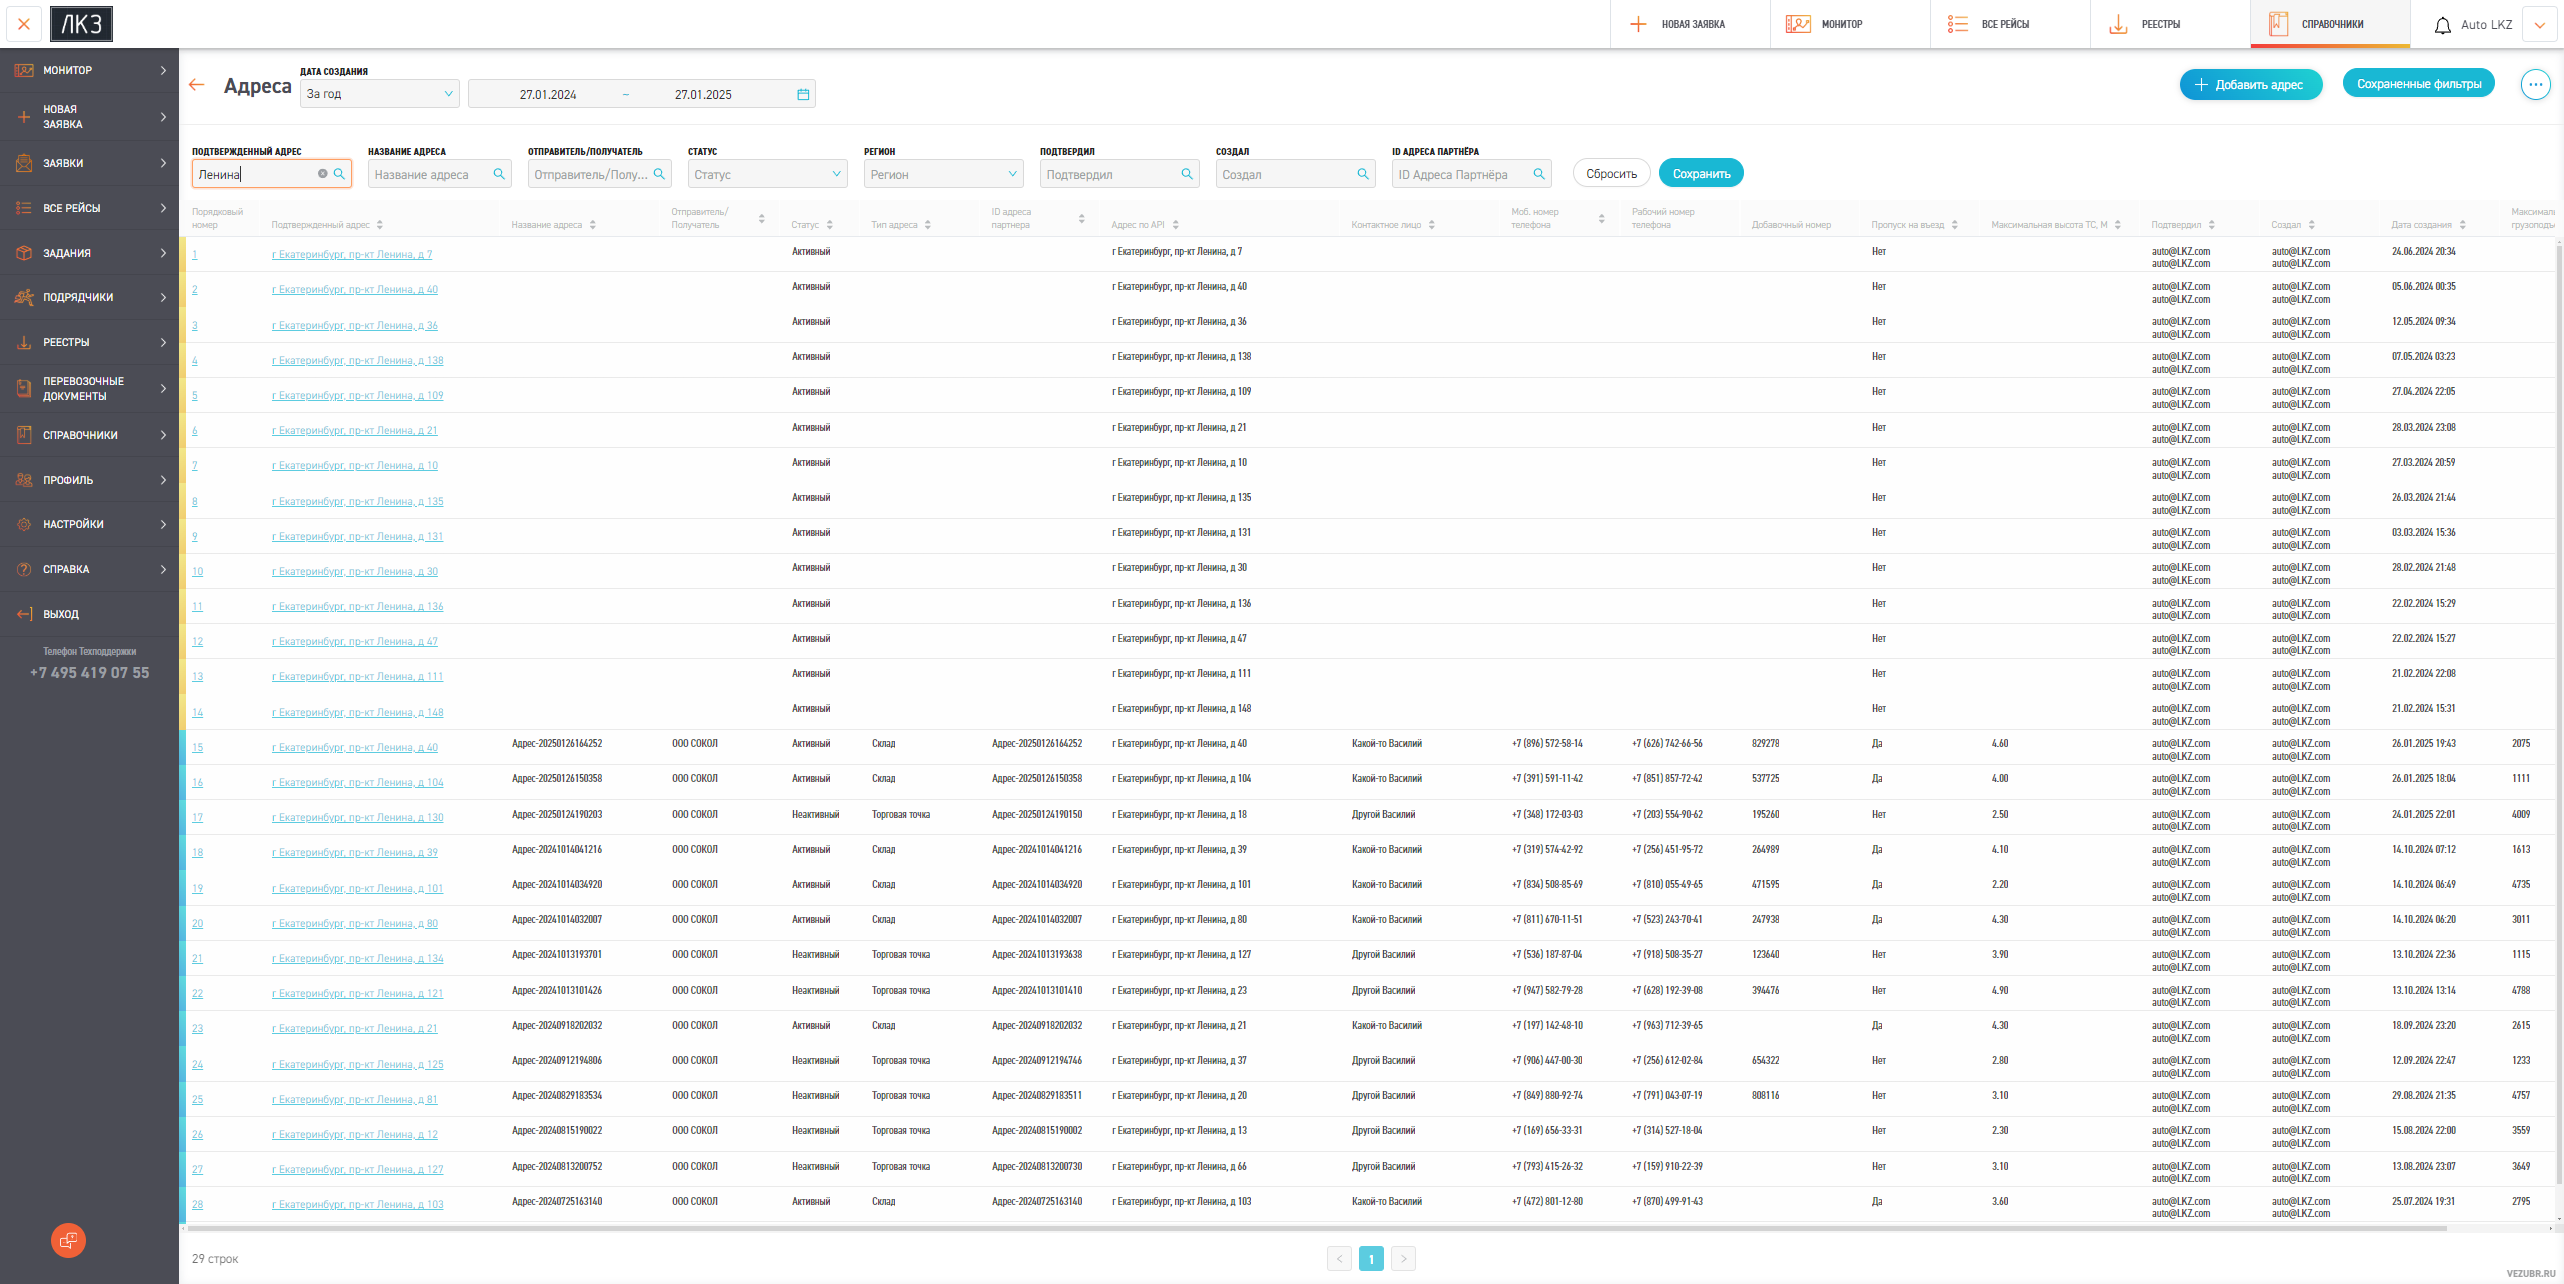 ЛКЗ
НОВАЯ ЗАЯВКА
МОНИТОР
ВСЕ РЕЙСЫ
РЕЕСТРЫ
СПРАВОЧНИКИ
Auto LKZ
МОНИТОР
НОВАЯ
ЗАЯВКА
ЗАЯВКИ
ВСЕ РЕЙСЫ
ЗАДАНИЯ
ПОДРЯДЧИКИ
РЕЕСТРЫ
ПЕРЕВОЗОЧНЫЕ
ДОКУМЕНТЫ
СПРАВОЧНИКИ
ПРОФИЛЬ
НАСТРОЙКИ
СПРАВКА
ВЫХОД
Телефон Техподдержки
+7 495 419 07 55
Адреса
ДАТА СОЗДАНИЯ
За год
27.01.2024 ~ 27.01.2025
+ Добавить адрес
Сохраненные фильтры
ПОДТВЕРЖДЕННЫЙ АДРЕС НАЗВАНИЕ АДРЕСА ОТПРАВИТЕЛЬ/ПОЛУЧАТЕЛЬ СТАТУС РЕГИОН ПОДТВЕРДИЛ СОЗДАЛ ID АДРЕСА ПАРТНЁРА
Ленина Название адреса Отправитель/Полу... Статус Регион Подтвердил Создал ID Адреса Партнёра Сбросить Сохранить
Порядковый номер Подтвержденный адрес Название адреса Отправитель/Получатель Статус Тип адреса ID адреса партнера Адрес по API Контактное лицо Моб. номер телефона Рабочий номер телефона Добавочный номер Пропуск на въезд Максимальная высота ТС, М Подтвердил Создал Дата создания
1 г Екатеринбург, пр-кт Ленина, д 7 Активный г Екатеринбург, пр-кт Ленина, д 7 Нет auto@LKZ.com auto@LKZ.com 24.06.2024 20:34
auto@LKZ.com auto@LKZ.com
2 г Екатеринбург, пр-кт Ленина, д 40 Активный г Екатеринбург, пр-кт Ленина, д 40 Нет auto@LKZ.com auto@LKZ.com 05.06.2024 00:35
auto@LKZ.com auto@LKZ.com
3 г Екатеринбург, пр-кт Ленина, д 36 Активный г Екатеринбург, пр-кт Ленина, д 36 Нет auto@LKZ.com auto@LKZ.com 12.05.2024 09:34
auto@LKZ.com auto@LKZ.com
4 г Екатеринбург, пр-кт Ленина, д 138 Активный г Екатеринбург, пр-кт Ленина, д 138 Нет auto@LKZ.com auto@LKZ.com 07.05.2024 03:23
auto@LKZ.com auto@LKZ.com
5 г Екатеринбург, пр-кт Ленина, д 109 Активный г Екатеринбург, пр-кт Ленина, д 109 Нет auto@LKZ.com auto@LKZ.com 27.04.2024 22:05
auto@LKZ.com auto@LKZ.com
6 г Екатеринбург, пр-кт Ленина, д 21 Активный г Екатеринбург, пр-кт Ленина, д 21 Нет auto@LKZ.com auto@LKZ.com 28.03.2024 23:08
auto@LKZ.com auto@LKZ.com
7 г Екатеринбург, пр-кт Ленина, д 10 Активный г Екатеринбург, пр-кт Ленина, д 10 Нет auto@LKZ.com auto@LKZ.com 27.03.2024 20:59
auto@LKZ.com auto@LKZ.com
8 г Екатеринбург, пр-кт Ленина, д 135 Активный г Екатеринбург, пр-кт Ленина, д 135 Нет auto@LKZ.com auto@LKZ.com 26.03.2024 21:44
auto@LKZ.com auto@LKZ.com
9 г Екатеринбург, пр-кт Ленина, д 131 Активный г Екатеринбург, пр-кт Ленина, д 131 Нет auto@LKZ.com auto@LKZ.com 03.03.2024 15:36
auto@LKZ.com auto@LKZ.com
10 г Екатеринбург, пр-кт Ленина, д 30 Активный г Екатеринбург, пр-кт Ленина, д 30 Нет auto@LKE.com auto@LKZ.com 28.02.2024 21:48
auto@LKE.com auto@LKZ.com
11 г Екатеринбург, пр-кт Ленина, д 136 Активный г Екатеринбург, пр-кт Ленина, д 136 Нет auto@LKZ.com auto@LKZ.com 22.02.2024 15:29
auto@LKZ.com auto@LKZ.com
12 г Екатеринбург, пр-кт Ленина, д 47 Активный г Екатеринбург, пр-кт Ленина, д 47 Нет auto@LKZ.com auto@LKZ.com 22.02.2024 15:27
auto@LKZ.com auto@LKZ.com
13 г Екатеринбург, пр-кт Ленина, д 111 Активный г Екатеринбург, пр-кт Ленина, д 111 Нет auto@LKZ.com auto@LKZ.com 21.02.2024 22:08
auto@LKZ.com auto@LKZ.com
14 г Екатеринбург, пр-кт Ленина, д 148 Активный г Екатеринбург, пр-кт Ленина, д 148 Нет auto@LKZ.com auto@LKZ.com 21.02.2024 15:31
auto@LKZ.com auto@LKZ.com
15 г Екатеринбург, пр-кт Ленина, д 40 Адрес-20250126164252 ООО СОКОЛ Активный Склад Адрес-20250126164252 г Екатеринбург, пр-кт Ленина, д 40 Какой-то Василий +7 (896) 572-58-14 +7 (626) 742-66-56 829278 Да 4.60 auto@LKZ.com auto@LKZ.com 26.01.2025 19:43 2075
auto@LKZ.com auto@LKZ.com
16 г Екатеринбург, пр-кт Ленина, д 104 Адрес-20250126150358 ООО СОКОЛ Активный Склад Адрес-20250126150358 г Екатеринбург, пр-кт Ленина, д 104 Какой-то Василий +7 (391) 591-11-42 +7 (851) 857-72-42 537725 Да 4.00 auto@LKZ.com auto@LKZ.com 26.01.2025 18:04 1111
auto@LKZ.com auto@LKZ.com
17 г Екатеринбург, пр-кт Ленина, д 130 Адрес-20250124190203 ООО СОКОЛ Неактивный Торговая точка Адрес-20250124190150 г Екатеринбург, пр-кт Ленина, д 18 Другой Василий +7 (348) 172-03-03 +7 (203) 554-90-62 195260 Нет 2.50 auto@LKZ.com auto@LKZ.com 24.01.2025 22:01 4009
auto@LKZ.com auto@LKZ.com
18 г Екатеринбург, пр-кт Ленина, д 39 Адрес-20241014041216 ООО СОКОЛ Активный Склад Адрес-20241014041216 г Екатеринбург, пр-кт Ленина, д 39 Какой-то Василий +7 (319) 574-42-92 +7 (256) 451-95-72 264989 Да 4.10 auto@LKZ.com auto@LKZ.com 14.10.2024 07:12 1613
auto@LKZ.com auto@LKZ.com
19 г Екатеринбург, пр-кт Ленина, д 101 Адрес-20241014034920 ООО СОКОЛ Активный Склад Адрес-20241014034920 г Екатеринбург, пр-кт Ленина, д 101 Какой-то Василий +7 (834) 508-85-69 +7 (810) 055-49-65 471595 Да 2.20 auto@LKZ.com auto@LKZ.com 14.10.2024 06:49 4735
auto@LKZ.com auto@LKZ.com
20 г Екатеринбург, пр-кт Ленина, д 80 Адрес-20241014032007 ООО СОКОЛ Активный Склад Адрес-20241014032007 г Екатеринбург, пр-кт Ленина, д 80 Какой-то Василий +7 (811) 670-11-51 +7 (523) 243-70-41 247938 Да 4.30 auto@LKZ.com auto@LKZ.com 14.10.2024 06:20 3011
auto@LKZ.com auto@LKZ.com
21 г Екатеринбург, пр-кт Ленина, д 134 Адрес-20241013193701 ООО СОКОЛ Неактивный Торговая точка Адрес-20241013193638 г Екатеринбург, пр-кт Ленина, д 127 Другой Василий +7 (536) 187-87-04 +7 (918) 508-35-27 123640 Нет 3.90 auto@LKZ.com auto@LKZ.com 13.10.2024 22:36 1115
auto@LKZ.com auto@LKZ.com
22 г Екатеринбург, пр-кт Ленина, д 121 Адрес-20241013101426 ООО СОКОЛ Неактивный Торговая точка Адрес-20241013101410 г Екатеринбург, пр-кт Ленина, д 23 Другой Василий +7 (947) 582-79-28 +7 (628) 192-39-08 394476 Нет 4.90 auto@LKZ.com auto@LKZ.com 13.10.2024 13:14 4788
auto@LKZ.com auto@LKZ.com
23 г Екатеринбург, пр-кт Ленина, д 21 Адрес-20240918202032 ООО СОКОЛ Активный Склад Адрес-20240918202032 г Екатеринбург, пр-кт Ленина, д 21 Какой-то Василий +7 (197) 142-48-10 +7 (963) 712-39-65 Да 4.30 auto@LKZ.com auto@LKZ.com 18.09.2024 23:20 2615
auto@LKZ.com auto@LKZ.com
24 г Екатеринбург, пр-кт Ленина, д 125 Адрес-20240912194806 ООО СОКОЛ Неактивный Торговая точка Адрес-20240912194746 г Екатеринбург, пр-кт Ленина, д 37 Другой Василий +7 (906) 447-00-30 +7 (256) 612-02-84 654322 Нет 2.80 auto@LKZ.com auto@LKZ.com 12.09.2024 22:47 1233
auto@LKZ.com auto@LKZ.com
25 г Екатеринбург, пр-кт Ленина, д 81 Адрес-20240829183534 ООО СОКОЛ Неактивный Торговая точка Адрес-20240829183511 г Екатеринбург, пр-кт Ленина, д 20 Другой Василий +7 (849) 880-92-74 +7 (791) 043-07-19 808116 Нет 3.10 auto@LKZ.com auto@LKZ.com 29.08.2024 21:35 4757
auto@LKZ.com auto@LKZ.com
26 г Екатеринбург, пр-кт Ленина, д 12 Адрес-20240815190022 ООО СОКОЛ Неактивный Торговая точка Адрес-20240815190002 г Екатеринбург, пр-кт Ленина, д 13 Другой Василий +7 (169) 656-33-31 +7 (314) 527-18-04 Нет 2.30 auto@LKZ.com auto@LKZ.com 15.08.2024 22:00 3559
auto@LKZ.com auto@LKZ.com
27 г Екатеринбург, пр-кт Ленина, д 127 Адрес-20240813200752 ООО СОКОЛ Неактивный Торговая точка Адрес-20240813200730 г Екатеринбург, пр-кт Ленина, д 66 Другой Василий +7 (793) 415-26-32 +7 (159) 910-22-39 Нет 3.10 auto@LKZ.com auto@LKZ.com 13.08.2024 23:07 3649
auto@LKZ.com auto@LKZ.com
28 г Екатеринбург, пр-кт Ленина, д 103 Адрес-20240725163140 ООО СОКОЛ Активный Склад Адрес-20240725163140 г Екатеринбург, пр-кт Ленина, д 103 Какой-то Василий +7 (472) 801-12-80 +7 (870) 499-91-43 Да 3.60 auto@LKZ.com auto@LKZ.com 25.07.2024 19:31 2795
auto@LKZ.com auto@LKZ.com
29 строк
< 1 >
VEZUBR.RU